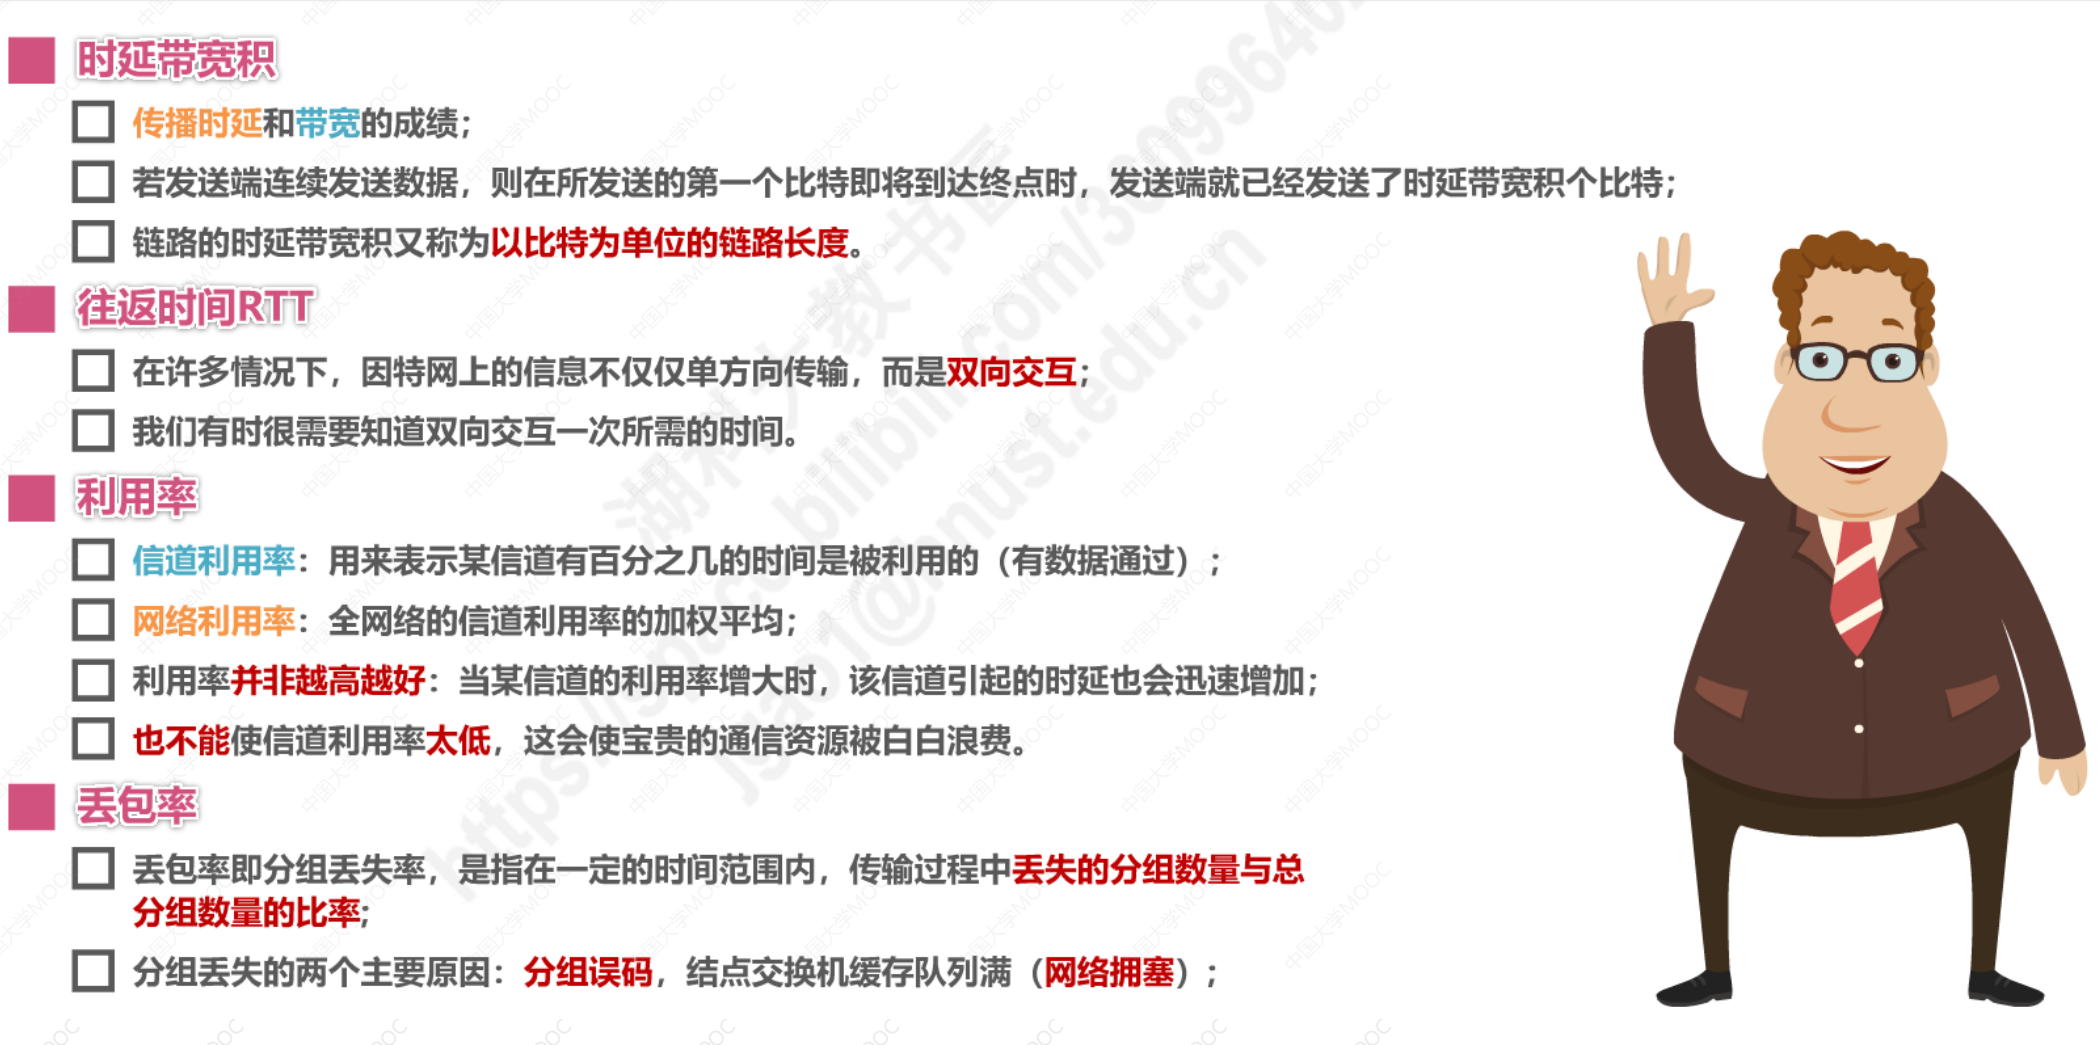 时延带宽积
传播时延和带宽的成绩；
若发送端连续发送数据，则在所发送的第一个比特即将到达终点时，发送端就已经发送了时延带宽积个比特；
链路的时延带宽积又称为以比特为单位的链路长度。
往返时间RTT
在许多情况下，因特网上的信息不仅仅单方向传输，而是双向交互；
我们有时很需要知道双向交互一次所需的时间。
利用率
信道利用率：用来表示某信道有百分之几的时间是被利用的（有数据通过）；
网络利用率：全网络的信道利用率的加权平均；
利用率并非越高越好：当某信道的利用率增大时，该信道引起的时延也会迅速增加；
也不能使信道利用率太低，这会使宝贵的通信资源被白白浪费。
丢包率
丢包率即分组丢失率，是指在一定的时间范围内，传输过程中丢失的分组数量与总
分组数量的比率;
分组丢失的两个主要原因：分组误码，结点交换机缓存队列满（网络拥塞）；
湖科大教书匠
jgao1@hnust.edu.cn
中国大学MOOC